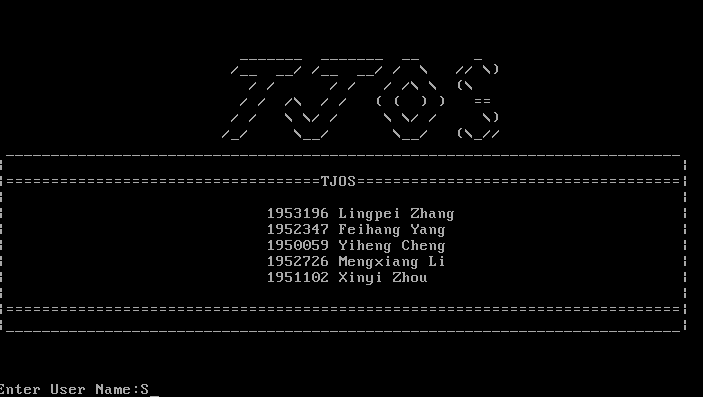 TJOS
TJOS
1953196 Lingpei Zhang
1952347 Feihang Yang
1950059 Yiheng Cheng
1952726 Mengxiang Li
1951102 Xinyi Zhou
Enter User Name:S_